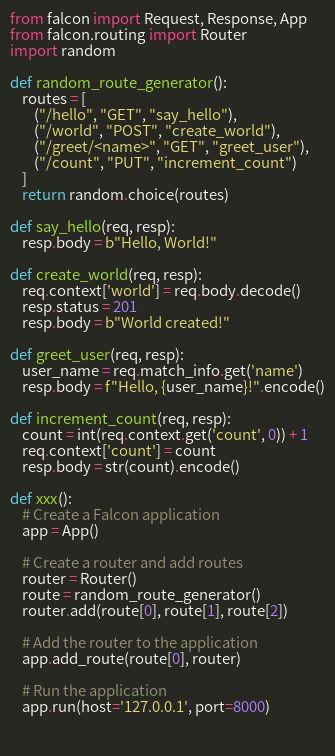 from falcon import Request, Response, App
from falcon.routing import Router
import random

def random_route_generator():
    routes = [
        ("/hello", "GET", "say_hello"),
        ("/world", "POST", "create_world"),
        ("/greet/<name>", "GET", "greet_user"),
        ("/count", "PUT", "increment_count")
    ]
    return random.choice(routes)

def say_hello(req, resp):
    resp.body = b"Hello, World!"

def create_world(req, resp):
    req.context['world'] = req.body.decode()
    resp.status = 201
    resp.body = b"World created!"

def greet_user(req, resp):
    user_name = req.match_info.get('name')
    resp.body = f"Hello, {user_name}!".encode()

def increment_count(req, resp):
    count = int(req.context.get('count', 0)) + 1
    req.context['count'] = count
    resp.body = str(count).encode()

def xxx():
    # Create a Falcon application
    app = App()

    # Create a router and add routes
    router = Router()
    route = random_route_generator()
    router.add(route[0], route[1], route[2])

    # Add the router to the application
    app.add_route(route[0], router)

    # Run the application
    app.run(host='127.0.0.1', port=8000)